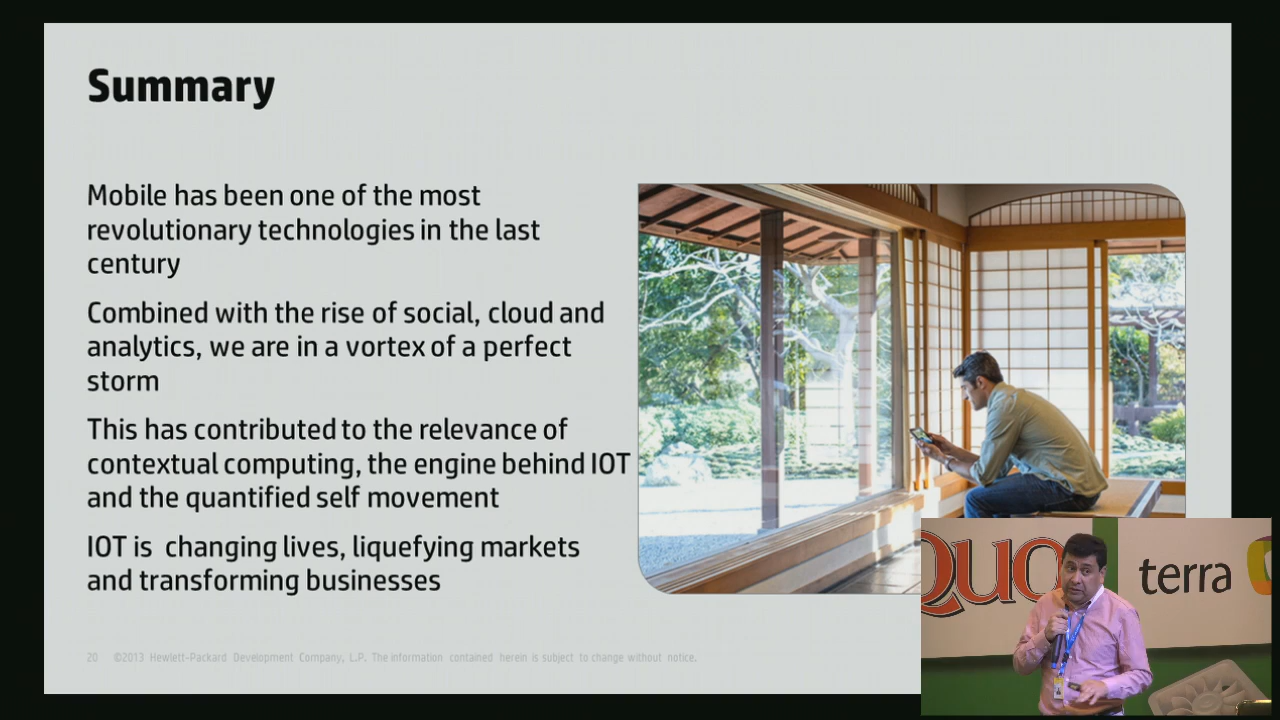 Summary
Mobile has been one of the most
revolutionary technologies in the last
century
Combined with the rise of social, cloud and
analytics, we are in a vortex of a perfect
storm
This has contributed to the relevance of
contextual computing, the engine behind IOT
and the quantified self movement
IOT is  changing lives, liquefying markets
and transforming businesses
20 ©2013 Hewlett-Packard Development Company, L.P. The information contained herein is subject to change without notice.
Quo
terra